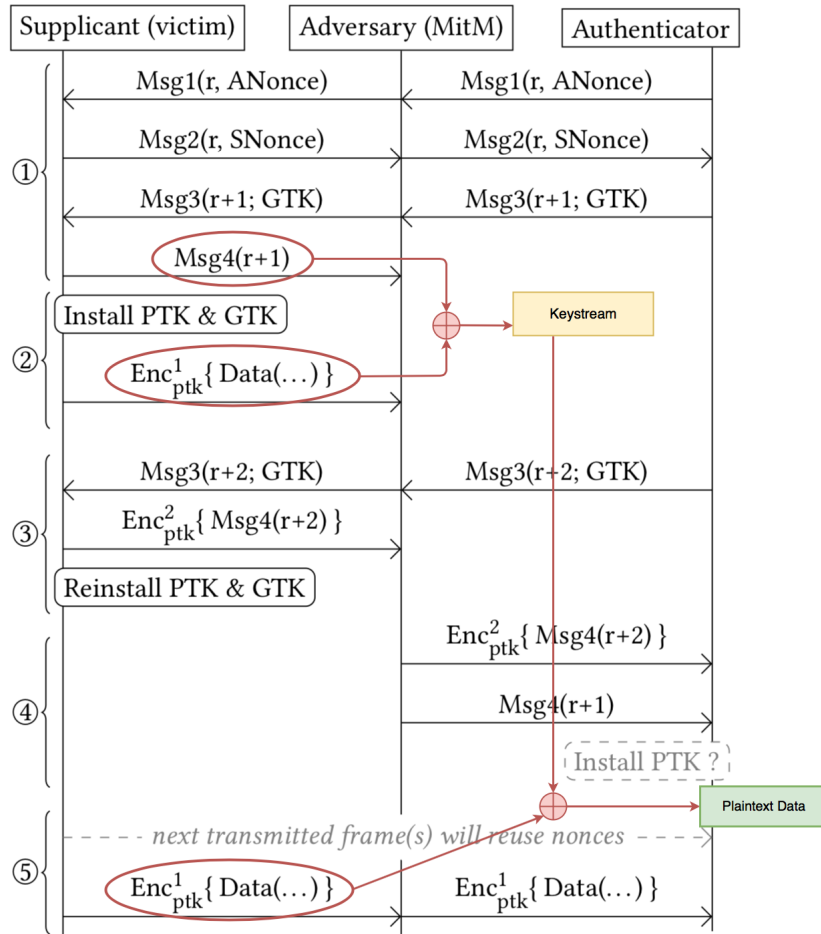 Supplicant (victim)
Adversary (MitM)
Authenticator
①
Msg1(r, ANonce)
Msg1(r, ANonce)
Msg2(r, SNonce)
Msg2(r, SNonce)
Msg3(r+1; GTK)
Msg3(r+1; GTK)
Msg4(r+1)
②
Install PTK & GTK
Keystream
Enc¹ptk{ Data(…) }
③
Msg3(r+2; GTK)
Msg3(r+2; GTK)
Enc²ptk{ Msg4(r+2) }
Reinstall PTK & GTK
④
Enc²ptk{ Msg4(r+2) }
Msg4(r+1)
Install PTK ?
Plaintext Data
⑤
next transmitted frame(s) will reuse nonces
Enc¹ptk{ Data(…) }
Enc¹ptk{ Data(…) }